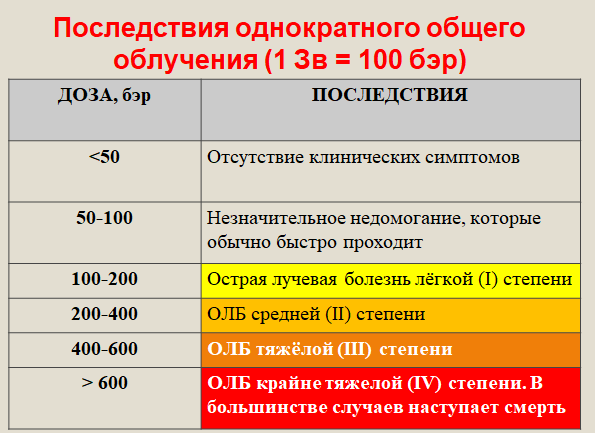 Последствия однократного общего
облучения (1 Зв = 100 бэр)
ДОЗА, бэр ПОСЛЕДСТВИЯ
<50 Отсутствие клинических симптомов
50-100 Незначительное недомогание, которые
обычно быстро проходит
100-200 Острая лучевая болезнь лёгкой (I) степени
200-400 ОЛБ средней (II) степени
400-600 ОЛБ тяжёлой (III) степени
> 600 ОЛБ крайне тяжелой (IV) степени. В
большинстве случаев наступает смерть